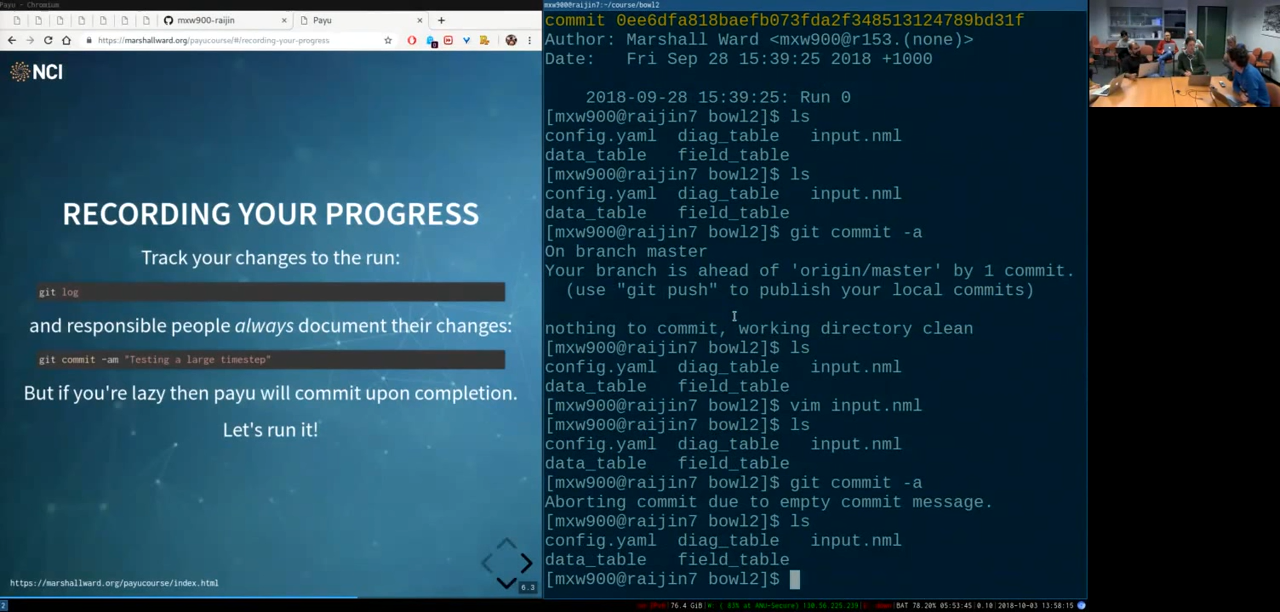 Payu - Chromium
mxw900-raijin
Payu
https://marshallward.org/payucourse/#/recording-your-progress
NCI
RECORDING YOUR PROGRESS
Track your changes to the run:
git log
and responsible people always document their changes:
git commit -am "Testing a large timestep"
But if you're lazy then payu will commit upon completion.
Let's run it!
https://marshallward.org/payucourse/index.html
6.3
mxw900@raijin7:~/course/bowl2
commit 0ee6dfa818baefb073fda2f348513124789bd31f
Author: Marshall Ward <mxw900@r153.(none)>
Date:   Fri Sep 28 15:39:25 2018 +1000
2018-09-28 15:39:25: Run 0
[mxw900@raijin7 bowl2]$ ls
config.yaml  diag_table   input.nml
data_table   field_table
[mxw900@raijin7 bowl2]$ ls
config.yaml  diag_table   input.nml
data_table   field_table
[mxw900@raijin7 bowl2]$ git commit -a
On branch master
Your branch is ahead of 'origin/master' by 1 commit.
(use "git push" to publish your local commits)
nothing to commit, working directory clean
[mxw900@raijin7 bowl2]$ ls
config.yaml  diag_table   input.nml
data_table   field_table
[mxw900@raijin7 bowl2]$ vim input.nml
[mxw900@raijin7 bowl2]$ ls
config.yaml  diag_table   input.nml
data_table   field_table
[mxw900@raijin7 bowl2]$ git commit -a
Aborting commit due to empty commit message.
[mxw900@raijin7 bowl2]$ ls
config.yaml  diag_table   input.nml
data_table   field_table
[mxw900@raijin7 bowl2]$
2
76.4 GiB
BAT 78.20% 05:53:45
0.10
2018-10-03 13:58:15